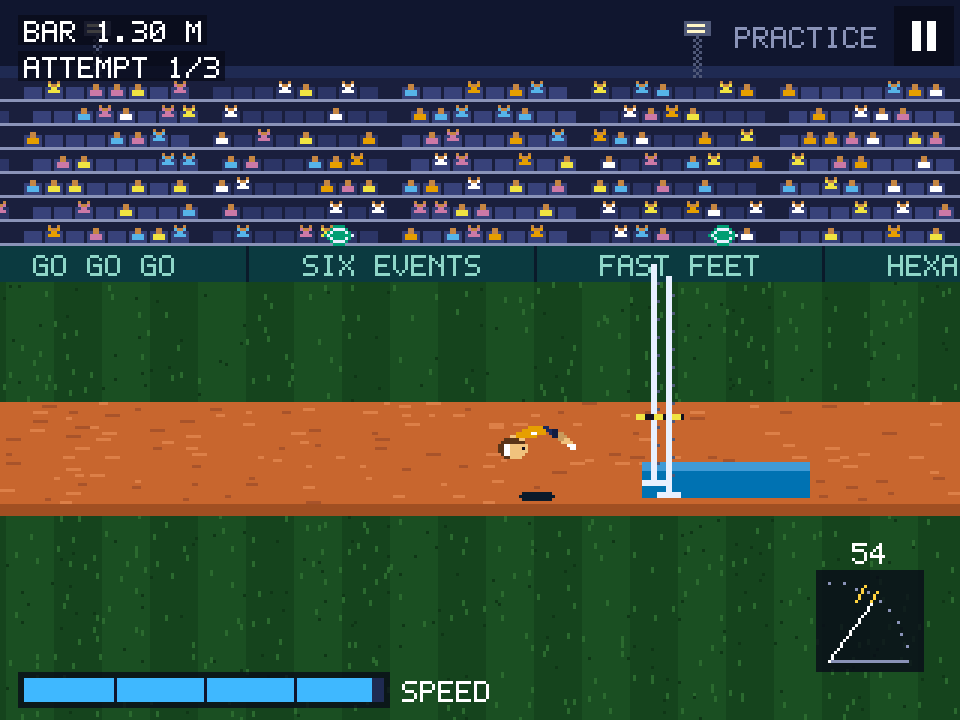 BAR 1.30 M
PRACTICE
ATTEMPT 1/3
GO GO GO
SIX EVENTS
FAST FEET
HEXA
54
SPEED